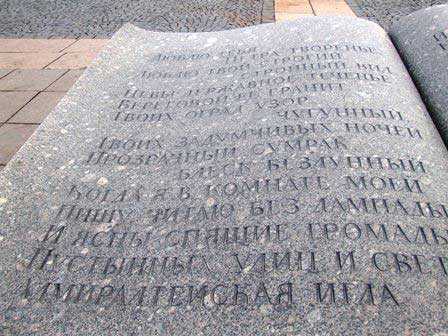 Люблю тебя Петра творенье
Люблю твой строгий
стройный вид
Невы державное теченье
Береговой ее гранит
Твоих оград узор
чугунный
Твоих задумчивых ночей
Прозрачный сумрак
блеск безлунный
Когда я в комнате моей
Пишу читаю без лампады
И ясны спящие громады
Пустынных улиц и свет
Адмиралтейская игла